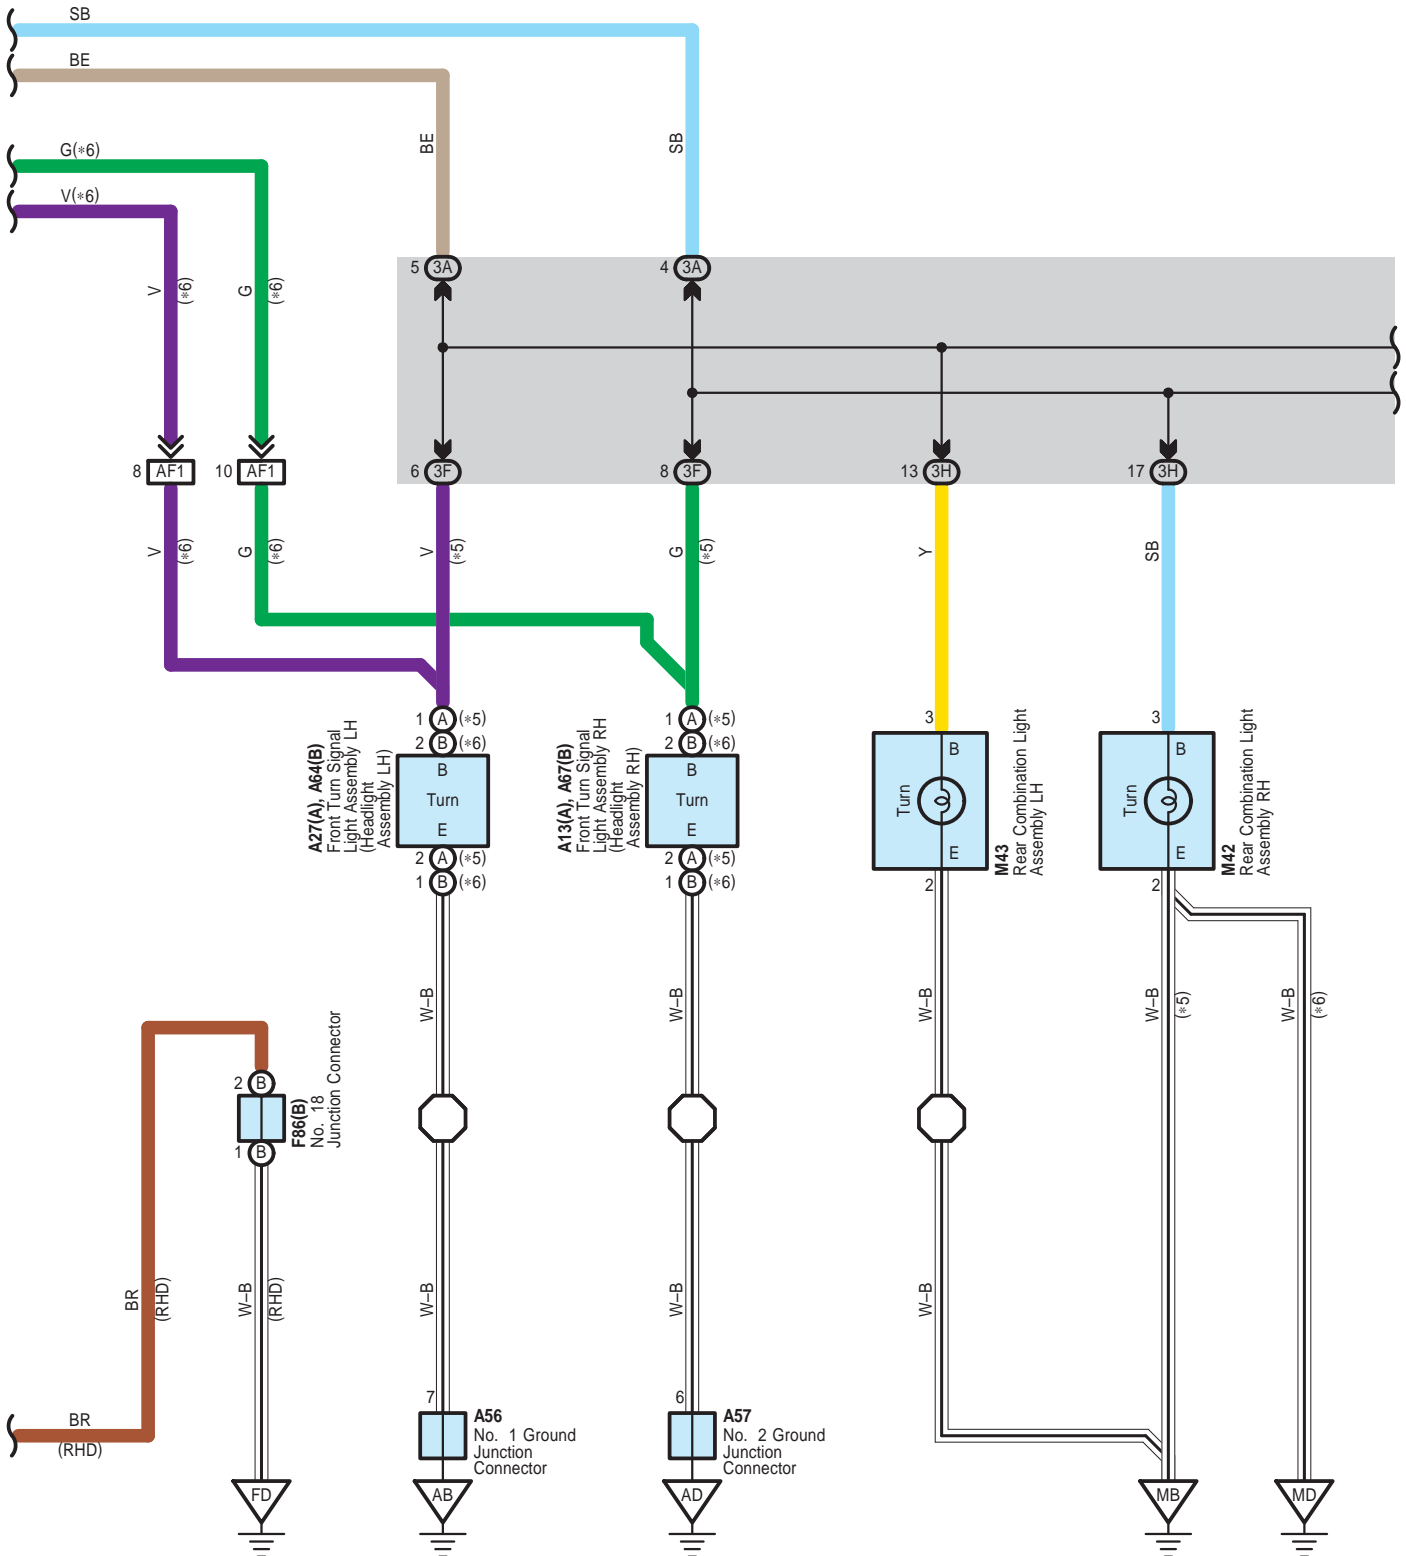 SB
BE
G(*6)
V(*6)
BE
SB
V
(*6)
G
(*6)
5 3A
4 3A
8 AF1
10 AF1
6 3F
8 3F
13 3H
17 3H
V
(*6)
G
(*6)
V
(*5)
G
(*5)
Y
SB
1 A (*5)
2 B (*6)
B
Turn
E
2 A (*5)
1 B (*6)
A27(A), A64(B)
Front Turn Signal
Light Assembly LH
(Headlight
Assembly LH)
1 A (*5)
2 B (*6)
B
Turn
E
2 A (*5)
1 B (*6)
A13(A), A67(B)
Front Turn Signal
Light Assembly RH
(Headlight
Assembly RH)
3
B
Turn
E
2
M43
Rear Combination Light
Assembly LH
3
B
Turn
E
2
M42
Rear Combination Light
Assembly RH
W–B
W–B
W–B
W–B
(*5)
W–B
(*6)
2 B
1 B
F86(B)
No. 18
Junction Connector
BR
(RHD)
W–B
(RHD)
W–B
W–B
W–B
BR
(RHD)
7
A56
No. 1 Ground
Junction
Connector
6
A57
No. 2 Ground
Junction
Connector
FD
AB
AD
MB
MD